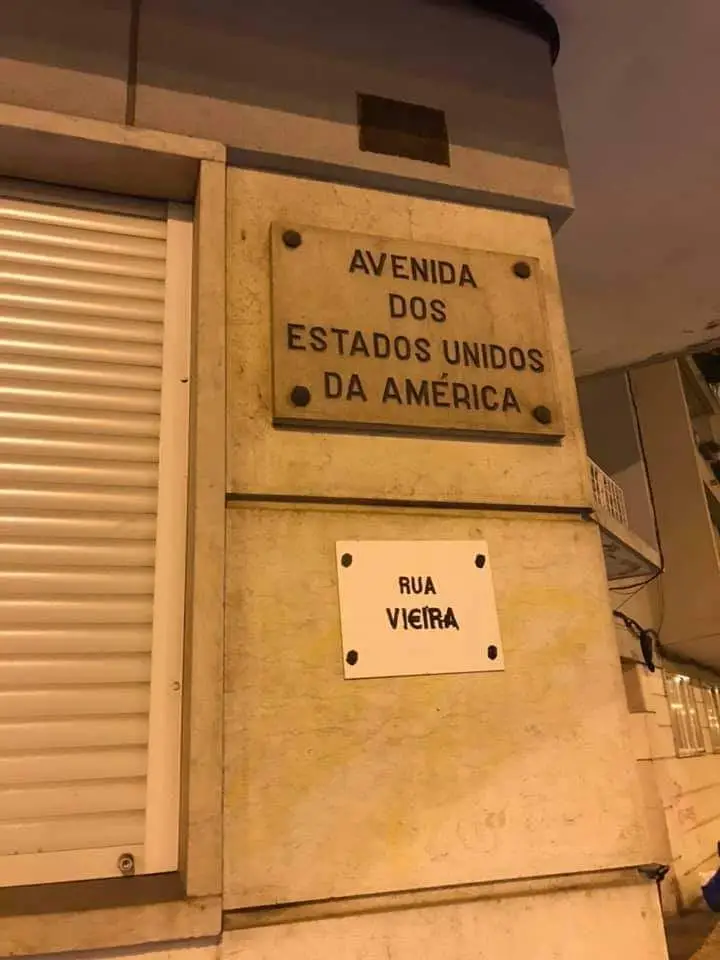 AVENIDA
DOS
ESTADOS UNIDOS
DA AMÉRICA
RUA
VIEIRA